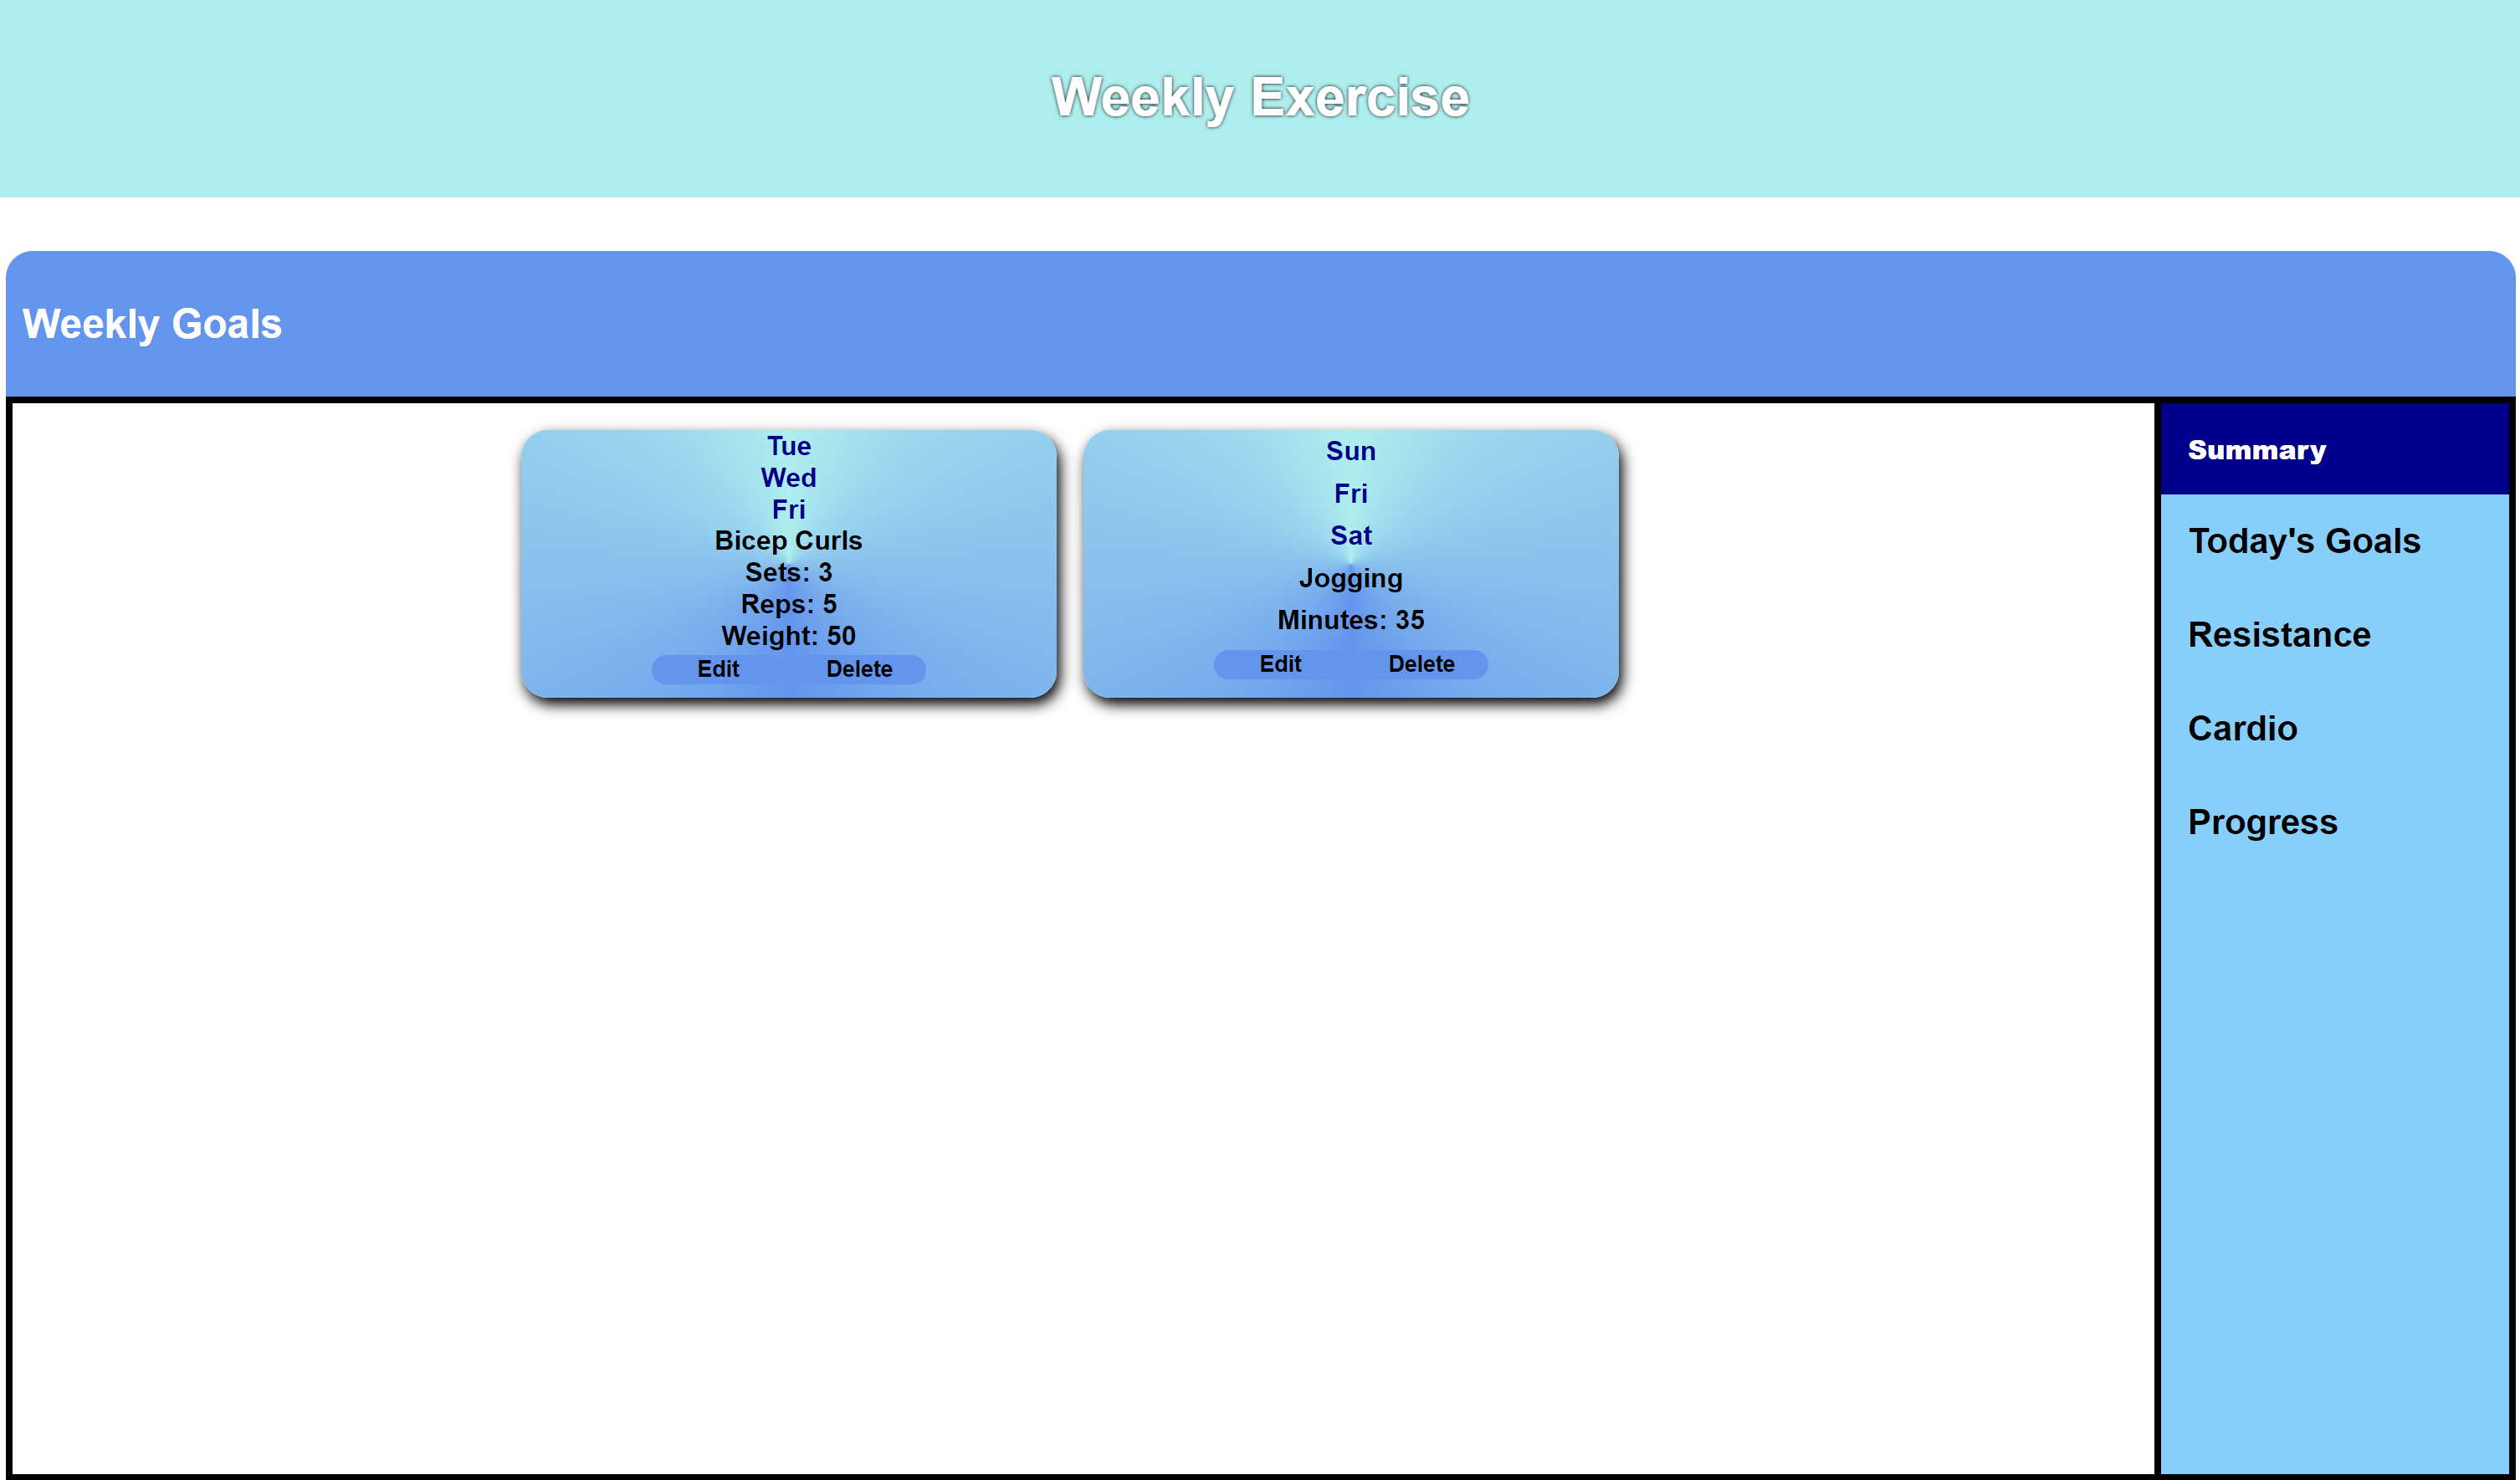 Weekly Exercise
Weekly Goals
Tue
Wed
Fri
Bicep Curls
Sets: 3
Reps: 5
Weight: 50
Edit Delete
Sun
Fri
Sat
Jogging
Minutes: 35
Edit Delete
Summary
Today's Goals
Resistance
Cardio
Progress